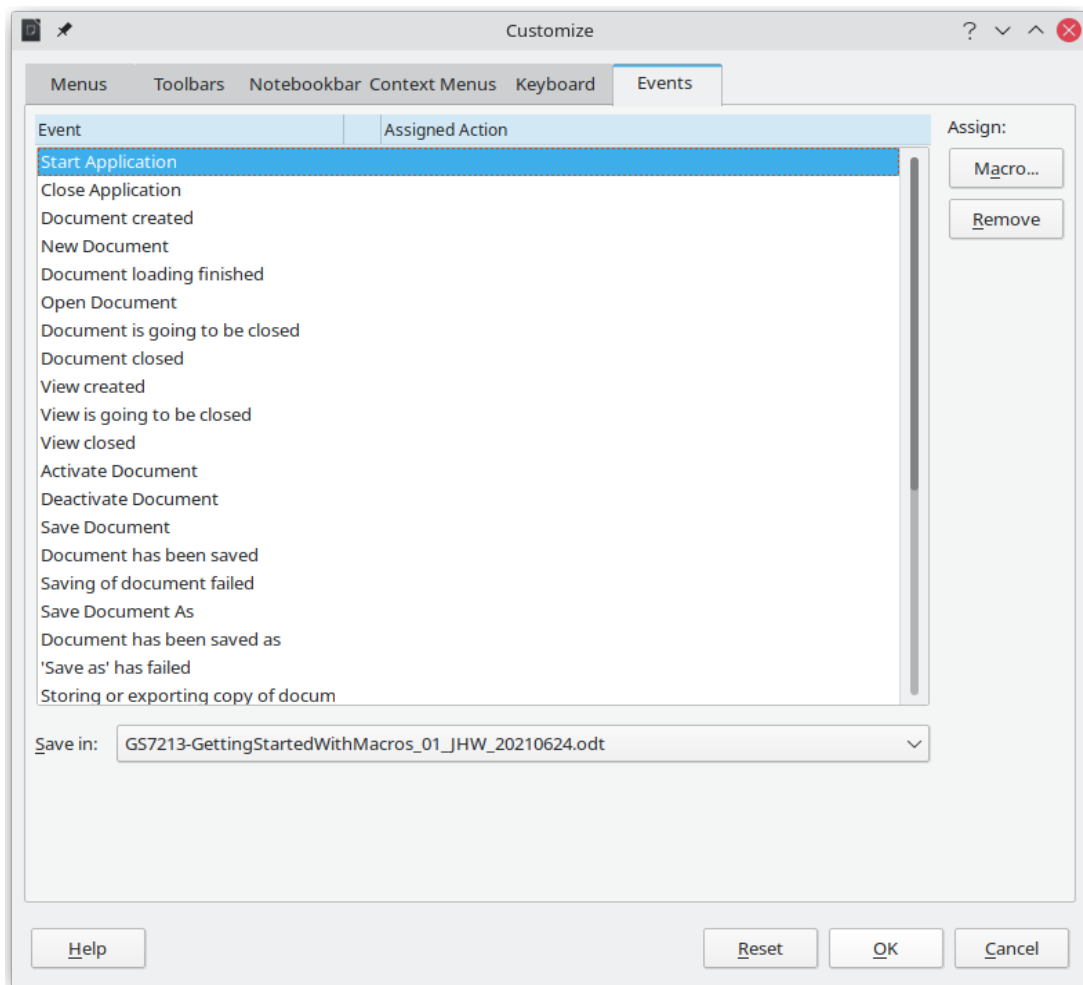 Customize
Menus Toolbars Notebookbar Context Menus Keyboard Events
Event Assigned Action
Assign:
Start Application
Macro...
Close Application
Document created
Remove
New Document
Document loading finished
Open Document
Document is going to be closed
Document closed
View created
View is going to be closed
View closed
Activate Document
Deactivate Document
Save Document
Document has been saved
Saving of document failed
Save Document As
Document has been saved as
'Save as' has failed
Storing or exporting copy of docum
Save in: GS7213-GettingStartedWithMacros_01_JHW_20210624.odt
Help Reset OK Cancel